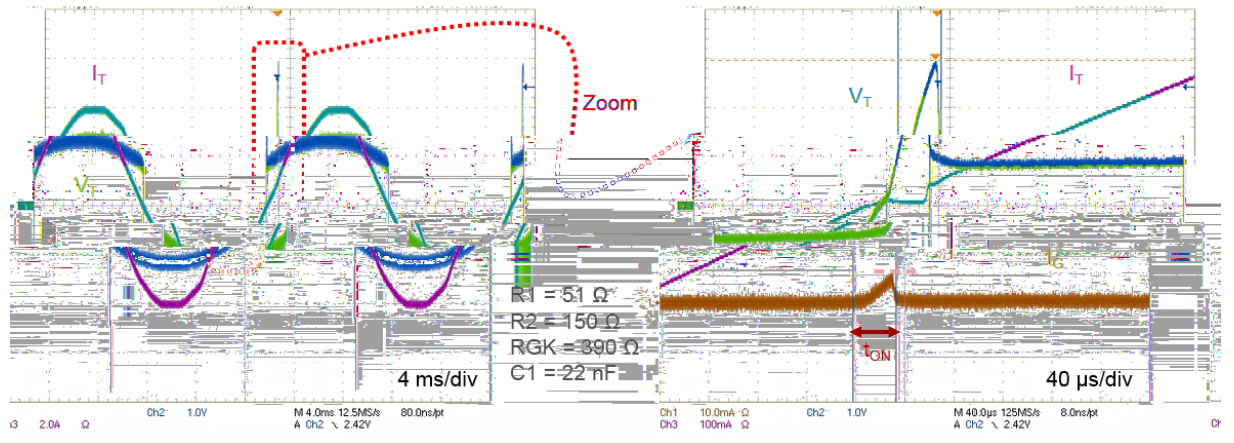 I_T
V_T
Zoom
R1 = 51 Ω
R2 = 150 Ω
RGK = 390 Ω
C1 = 22 nF
4 ms/div
V_T
I_T
I_G
t_ON
40 µs/div
Ch2 1.0V M 4.0ms 12.5MS/s 80.0ns/pt
2.0A Ω A Ch2 2.42V
Ch1 10.0mA Ω Ch2 1.0V M 40.0µs 125MS/s 8.0ns/pt
Ch3 100mA Ω A Ch2 2.42V